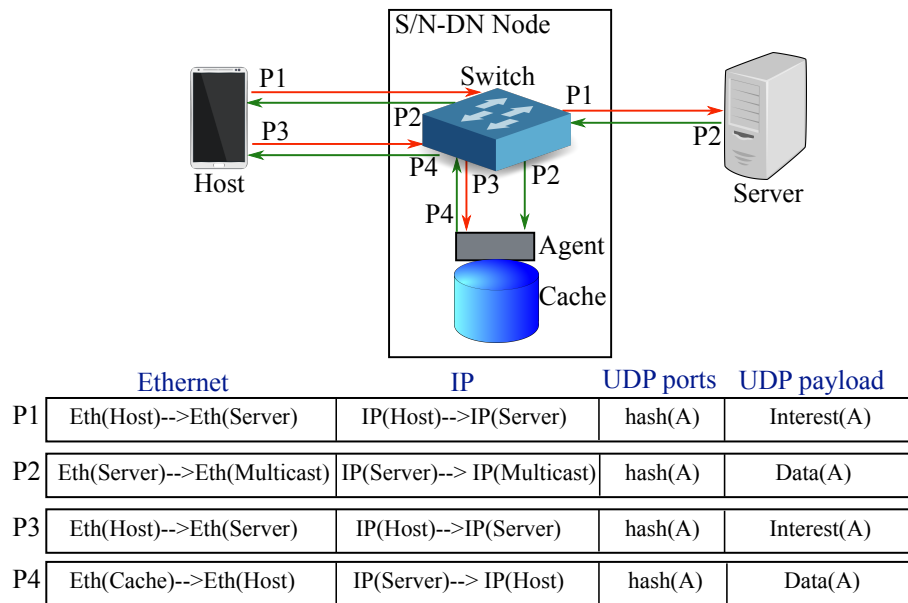 S/N-DN Node
Switch
P1
P1
P2
P2
P3
P4
P3
P2
Host
Server
P4
Agent
Cache
Ethernet IP UDP ports UDP payload
P1 Eth(Host)-->Eth(Server) IP(Host)-->IP(Server) hash(A) Interest(A)
P2 Eth(Server)-->Eth(Multicast) IP(Server)--> IP(Multicast) hash(A) Data(A)
P3 Eth(Host)-->Eth(Server) IP(Host)-->IP(Server) hash(A) Interest(A)
P4 Eth(Cache)-->Eth(Host) IP(Server)--> IP(Host) hash(A) Data(A)